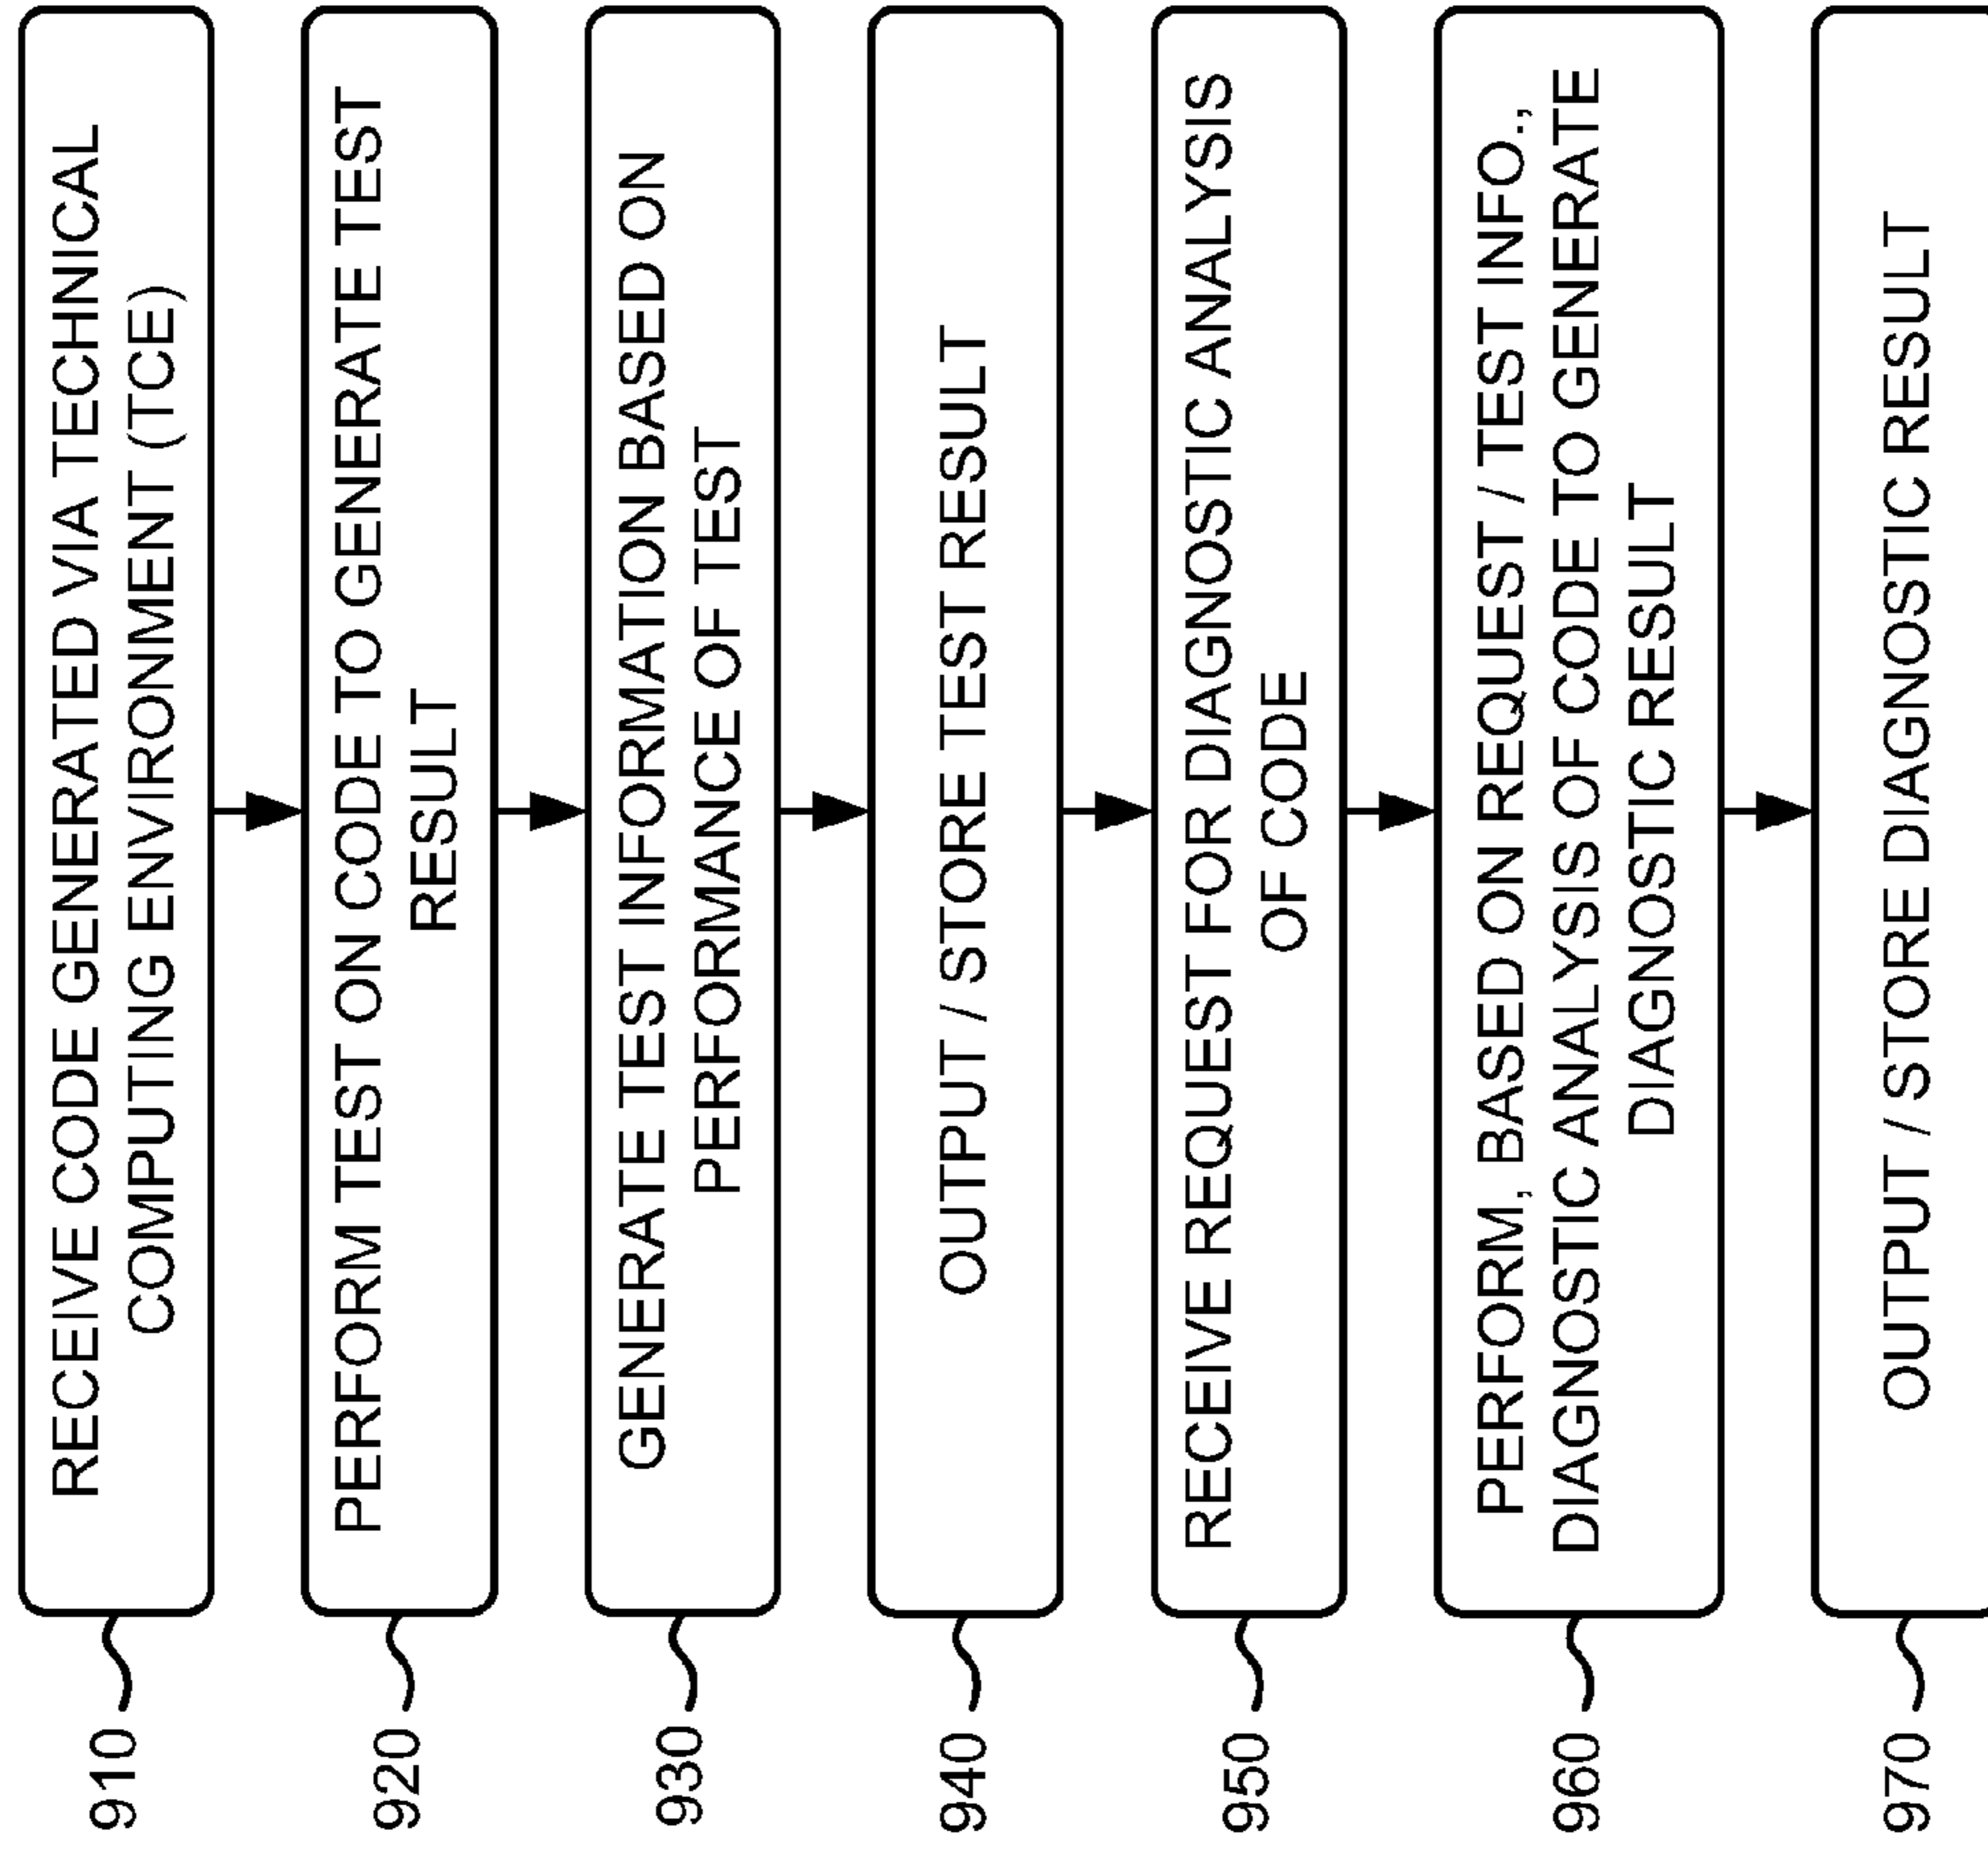 910
RECEIVE CODE GENERATED VIA TECHNICAL
COMPUTING ENVIRONMENT (TCE)
920
PERFORM TEST ON CODE TO GENERATE TEST
RESULT
930
GENERATE TEST INFORMATION BASED ON
PERFORMANCE OF TEST
940
OUTPUT / STORE TEST RESULT
950
RECEIVE REQUEST FOR DIAGNOSTIC ANALYSIS
OF CODE
960
PERFORM, BASED ON REQUEST / TEST INFO.,
DIAGNOSTIC ANALYSIS OF CODE TO GENERATE
DIAGNOSTIC RESULT
970
OUTPUT / STORE DIAGNOSTIC RESULT